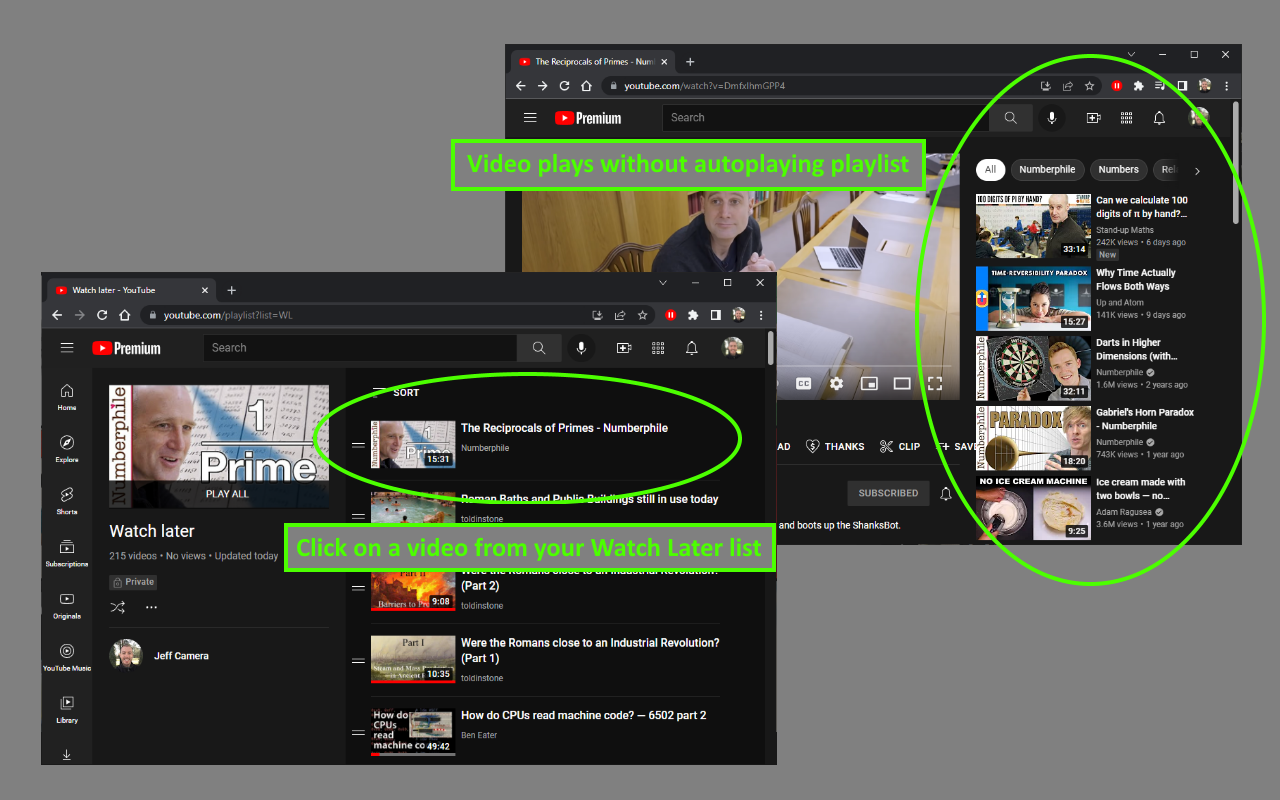 The Reciprocals of Primes - Num
youtube.com/watch?v=DmfxlhmGPP4
Premium
Search
Video plays without autoplaying playlist
All
Numberphile
Numbers
Rel
100 DIGITS OF PI BY HAND?
33:14
Can we calculate 100
digits of π by hand?...
Stand-up Maths
242K views • 6 days ago
New
TIME-REVERSIBILITY PARADOX
15:27
Why Time Actually
Flows Both Ways
Up and Atom
141K views • 9 days ago
Numberphile
32:11
Darts in Higher
Dimensions (with...
Numberphile
1.6M views • 2 years ago
Numberphile
PARADOX
18:20
Gabriel's Horn Paradox
- Numberphile
Numberphile
743K views • 1 year ago
NO ICE CREAM MACHINE
9:25
Ice cream made with
two bowls — no...
Adam Ragusea
3.6M views • 1 year ago
CC
AD
THANKS
CLIP
SAVE
SUBSCRIBED
and boots up the ShanksBot.
Watch later - YouTube
youtube.com/playlist?list=WL
Premium
Search
Home
Explore
Shorts
Subscriptions
Originals
YouTube Music
Library
Numberphile
1
Prime
PLAY ALL
Watch later
215 videos • No views • Updated today
Private
Jeff Camera
SORT
Numberphile
1
15:31
The Reciprocals of Primes - Numberphile
Numberphile
Roman Baths and Public Buildings still in use today
toldinstone
Click on a video from your Watch Later list
Part II
Barriers to Pr
9:08
Were the Romans close to an Industrial Revolution?
(Part 2)
toldinstone
Part I
10:35
Were the Romans close to an Industrial Revolution?
(Part 1)
toldinstone
How do
CPUs
read
machine co
49:42
How do CPUs read machine code? — 6502 part 2
Ben Eater